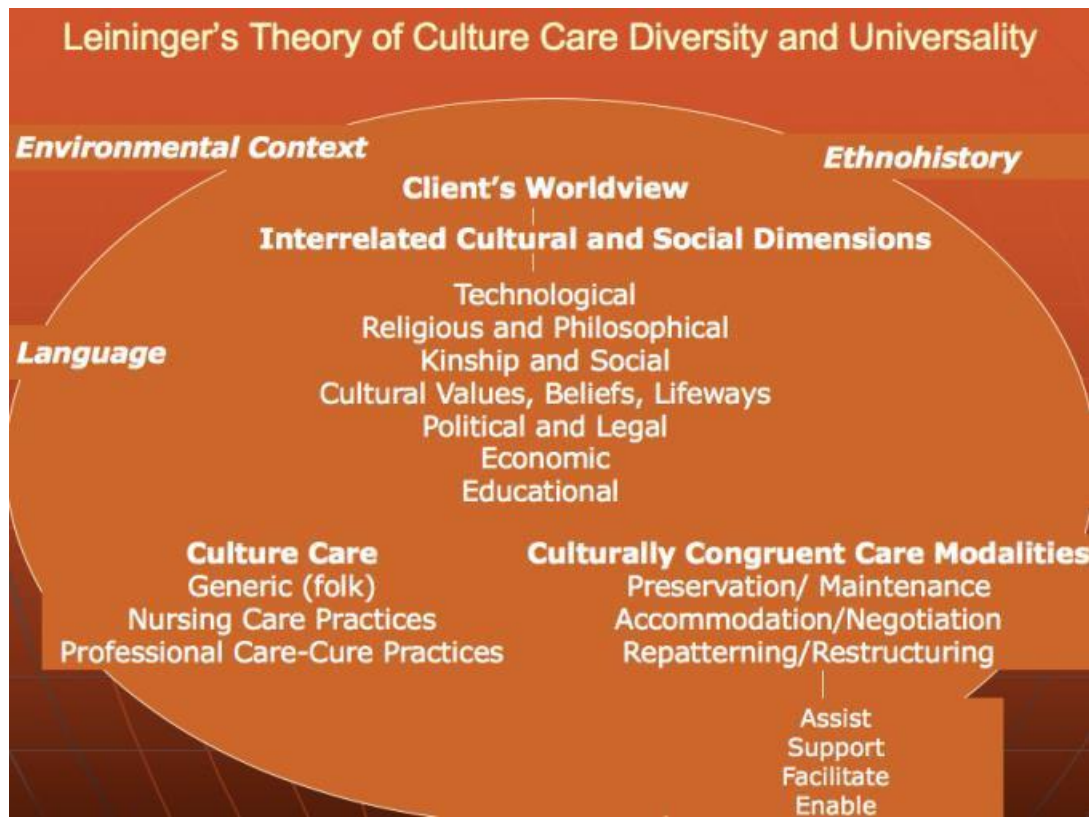 Leininger's Theory of Culture Care Diversity and Universality
Environmental Context
Ethnohistory
Client's Worldview
Interrelated Cultural and Social Dimensions
Technological
Religious and Philosophical
Language
Kinship and Social
Cultural Values, Beliefs, Lifeways
Political and Legal
Economic
Educational
Culture Care
Generic (folk)
Nursing Care Practices
Professional Care-Cure Practices
Culturally Congruent Care Modalities
Preservation/ Maintenance
Accommodation/Negotiation
Repatterning/Restructuring
Assist
Support
Facilitate
Enable